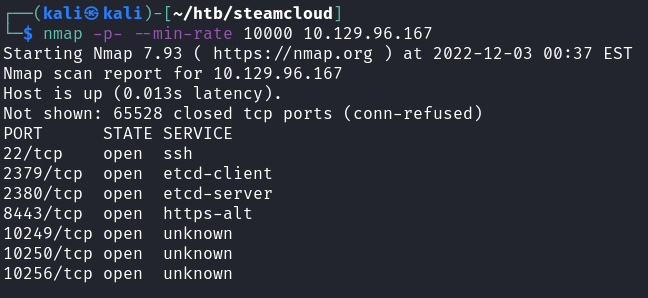 ┌──(kali㉿kali)-[~/htb/steamcloud]
└─$ nmap -p- --min-rate 10000 10.129.96.167
Starting Nmap 7.93 ( https://nmap.org ) at 2022-12-03 00:37 EST
Nmap scan report for 10.129.96.167
Host is up (0.013s latency).
Not shown: 65528 closed tcp ports (conn-refused)
PORT      STATE SERVICE
22/tcp    open  ssh
2379/tcp  open  etcd-client
2380/tcp  open  etcd-server
8443/tcp  open  https-alt
10249/tcp open  unknown
10250/tcp open  unknown
10256/tcp open  unknown